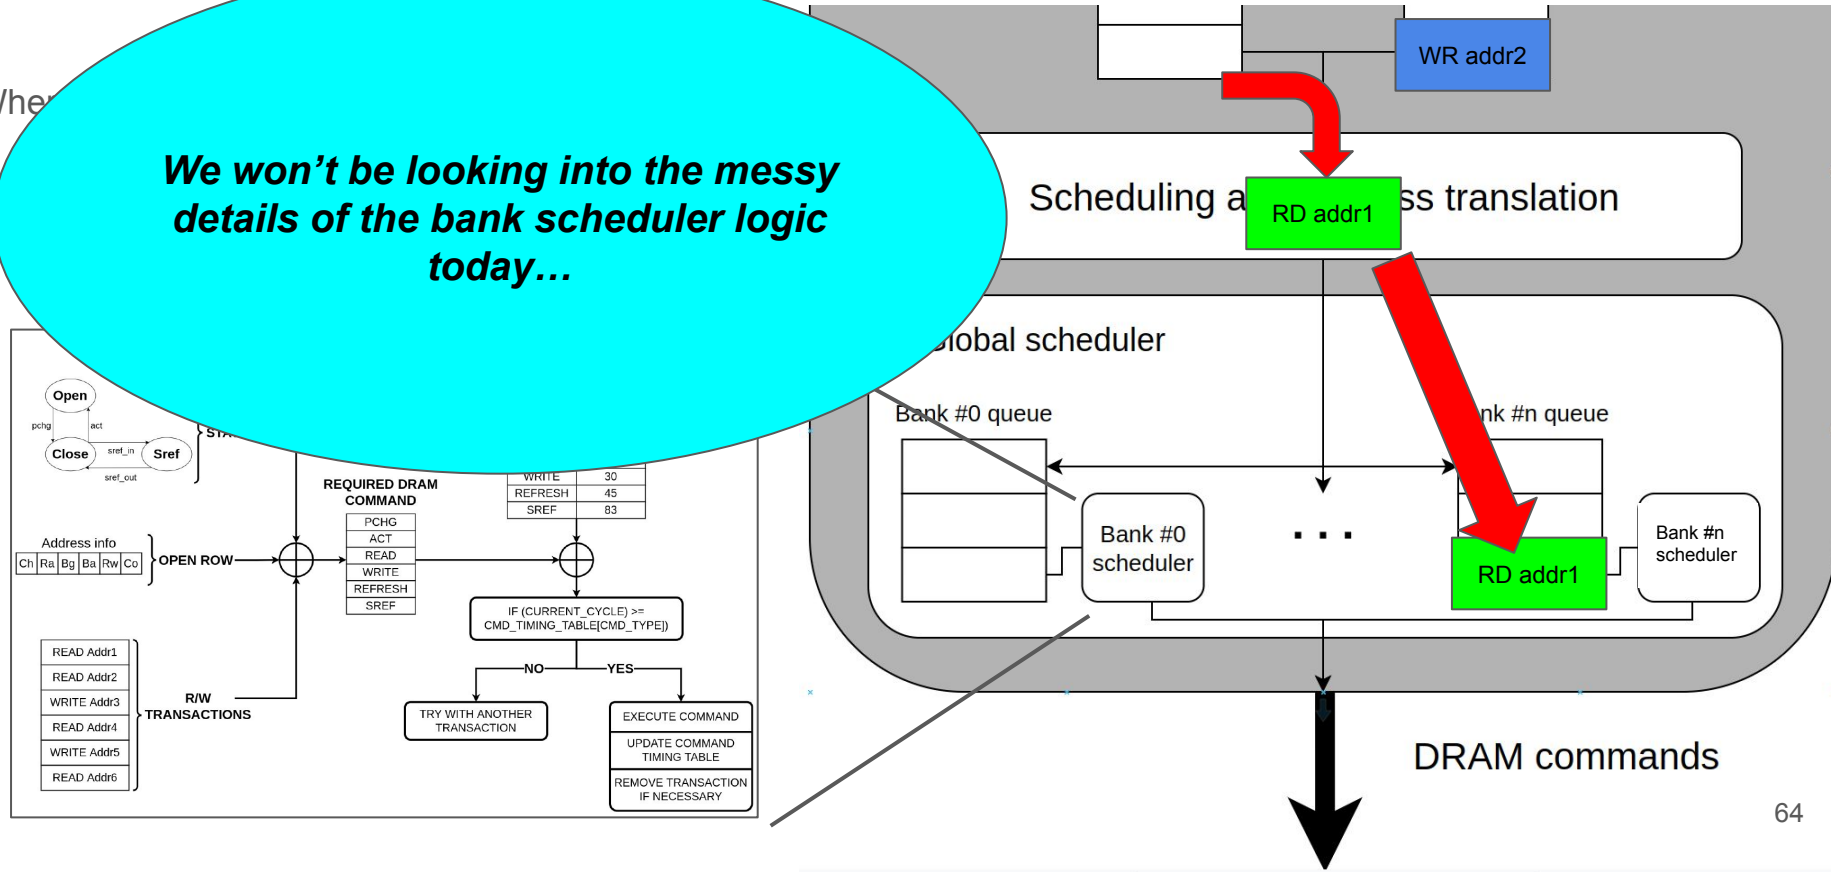 We won't be looking into the messy
details of the bank scheduler logic
today…
WR addr2
Scheduling a
RD addr1
ss translation
scheduler
Bank #0 queue
queue
Bank #0
scheduler
...
Bank #n
scheduler
RD addr1
DRAM commands
64
Open
pchg
act
Close
sref_in
Sref
sref_out
Address info
Ch Ra Bg Ba Rw Co
OPEN ROW
READ Addr1
READ Addr2
WRITE Addr3
READ Addr4
WRITE Addr5
READ Addr6
R/W
TRANSACTIONS
REQUIRED DRAM
COMMAND
PCHG
ACT
READ
WRITE
REFRESH
SREF
WRITE 30
REFRESH 45
SREF 83
IF (CURRENT_CYCLE) >=
CMD_TIMING_TABLE[CMD_TYPE])
NO
YES
TRY WITH ANOTHER
TRANSACTION
EXECUTE COMMAND
UPDATE COMMAND
TIMING TABLE
REMOVE TRANSACTION
IF NECESSARY